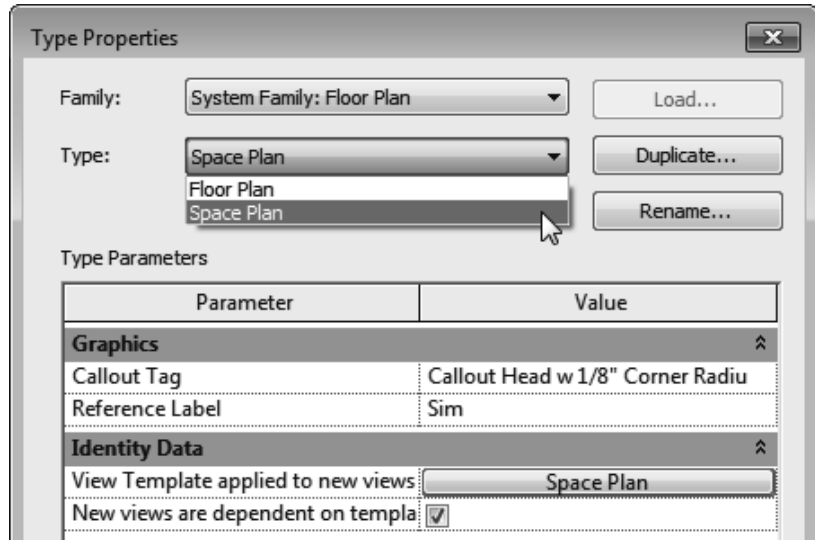 Type Properties
Family: System Family: Floor Plan Load...
Type: Space Plan Duplicate...
Floor Plan
Space Plan Rename...
Type Parameters
Parameter Value
Graphics
Callout Tag Callout Head w 1/8" Corner Radiu
Reference Label Sim
Identity Data
View Template applied to new views Space Plan
New views are dependent on templa